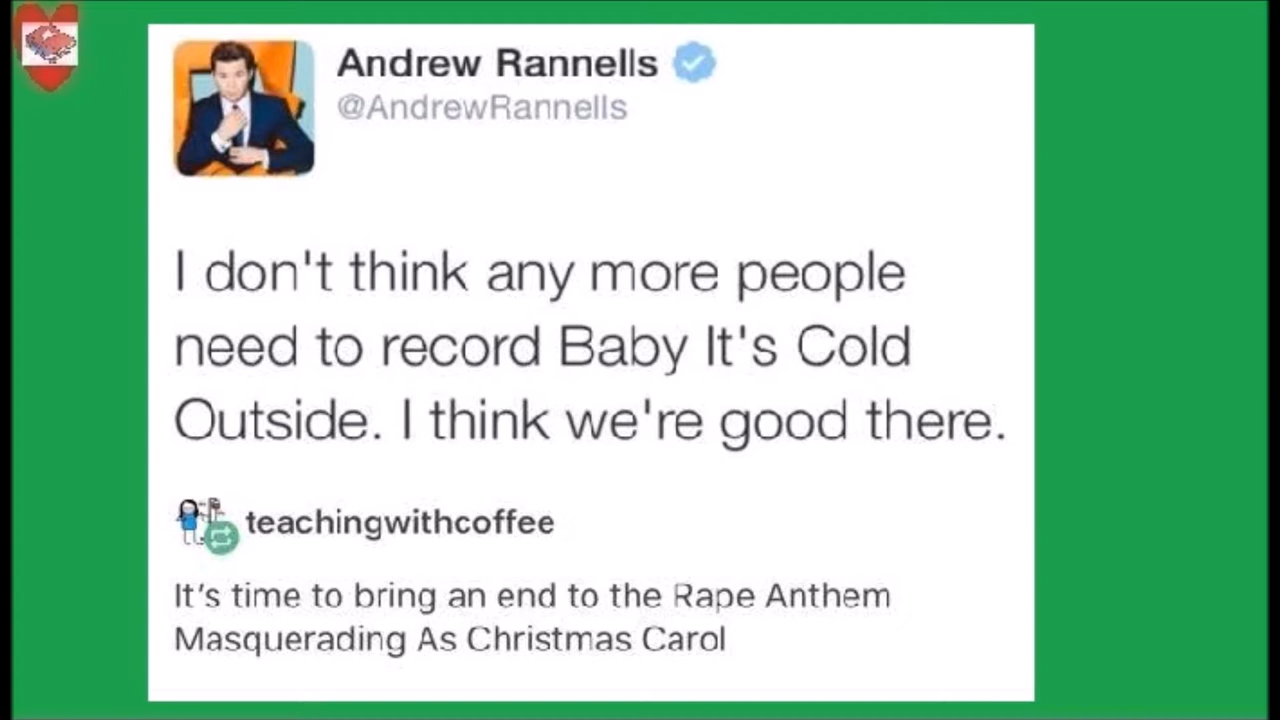 Andrew Rannells
@AndrewRannells
I don't think any more people
need to record Baby It's Cold
Outside. I think we're good there.
teachingwithcoffee
It's time to bring an end to the Rape Anthem
Masquerading As Christmas Carol